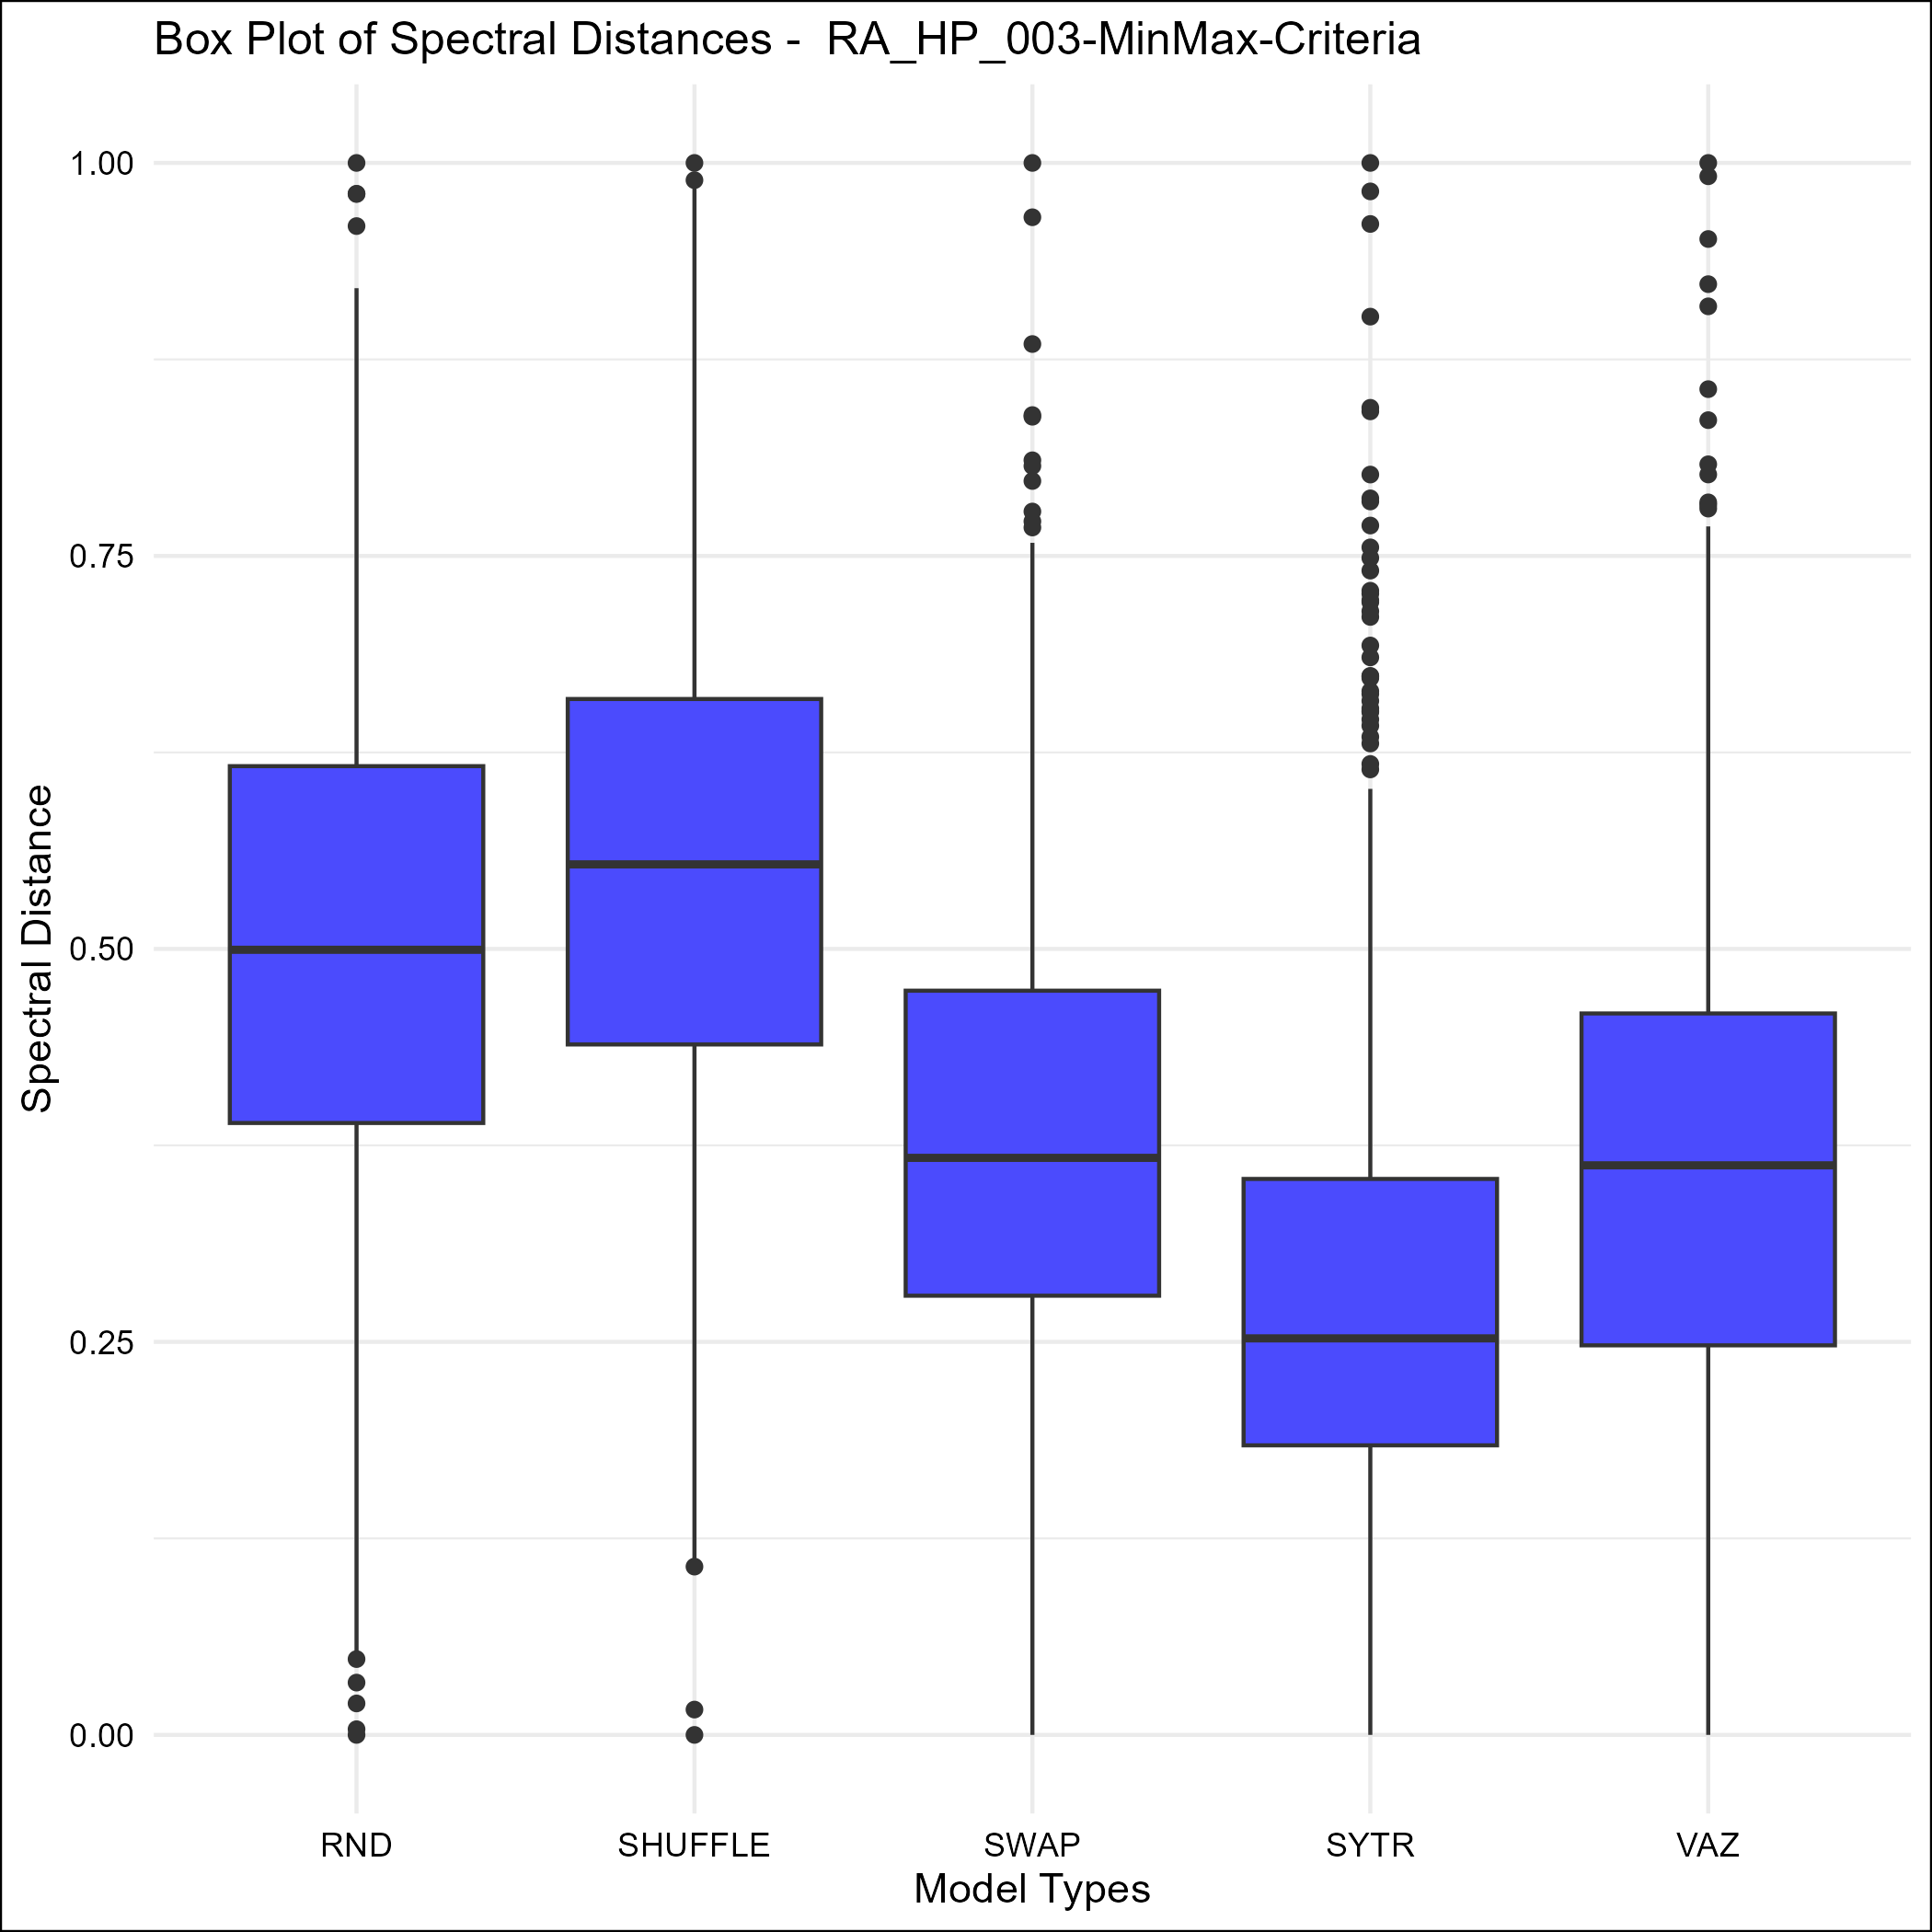 Box Plot of Spectral Distances -  RA_HP_003-MinMax-Criteria
1.00
0.75
0.50
0.25
0.00
Spectral Distance
RND SHUFFLE SWAP SYTR VAZ
Model Types